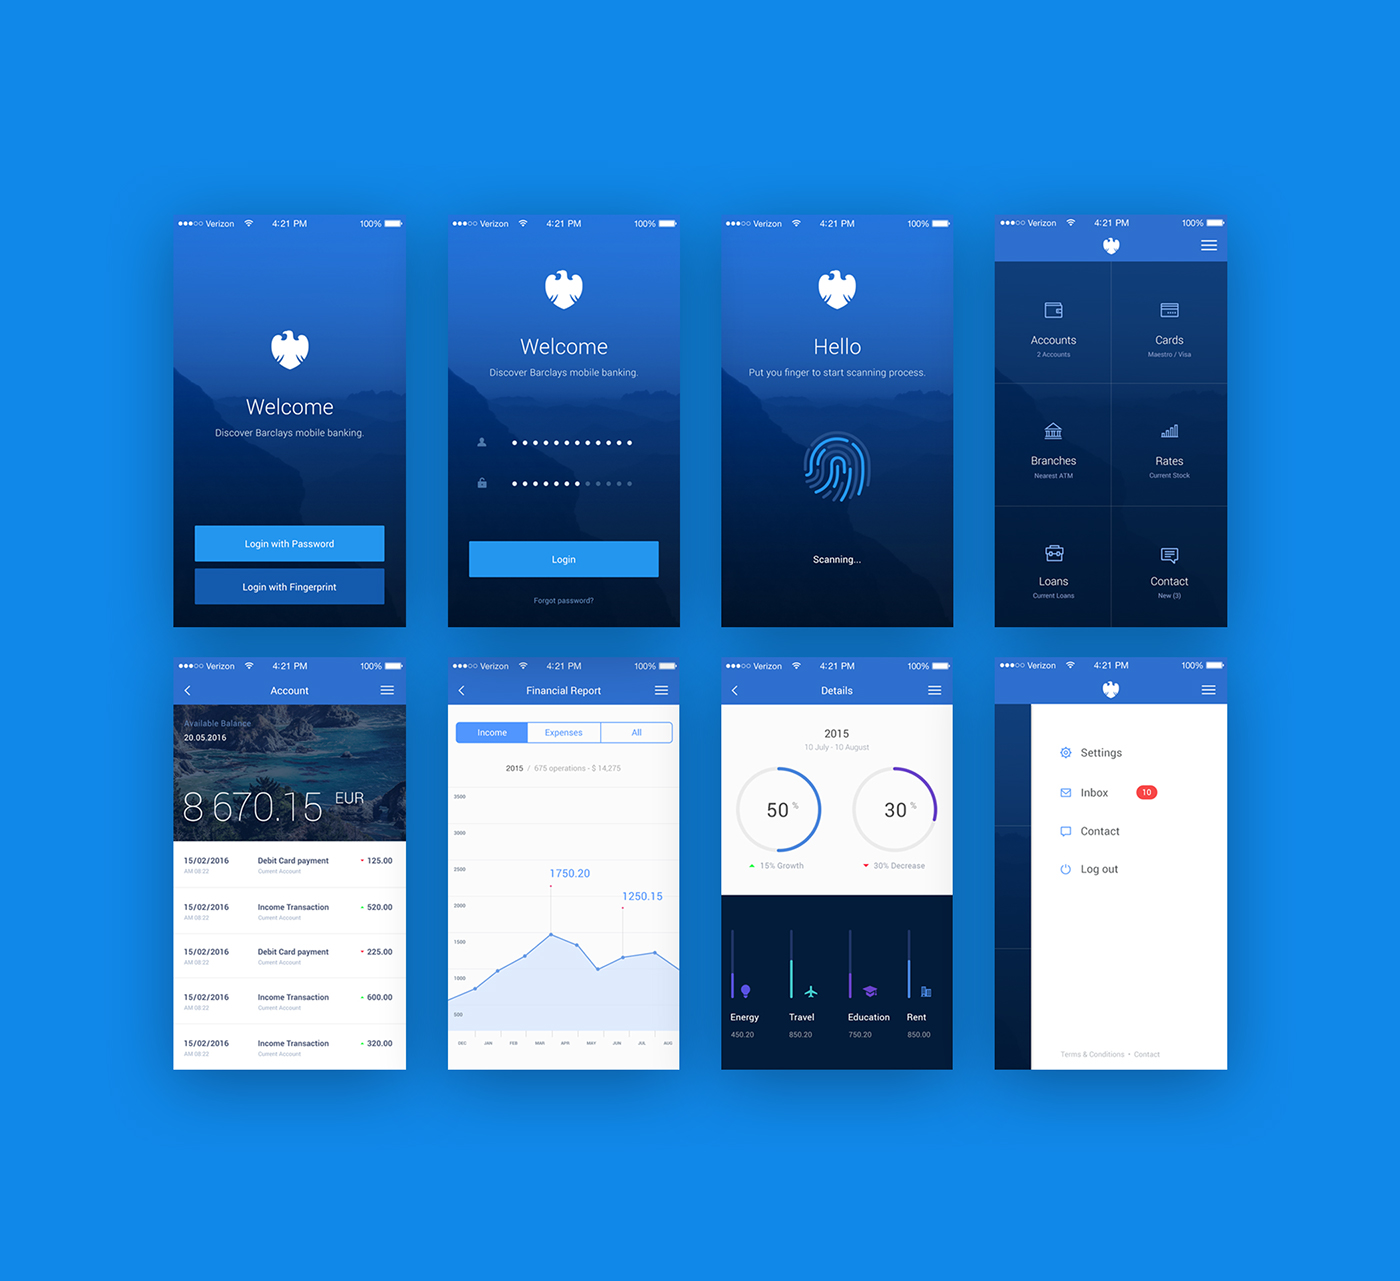 Verizon 4:21 PM 100%
Welcome
Discover Barclays mobile banking.
Login with Password
Login with Fingerprint
Verizon 4:21 PM 100%
Welcome
Discover Barclays mobile banking.
Login
Forgot password?
Verizon 4:21 PM 100%
Hello
Put you finger to start scanning process.
Scanning...
Verizon 4:21 PM 100%
Accounts Cards
2 Accounts Maestro / Visa
Branches Rates
Nearest ATM Current Stock
Loans Contact
Current Loans New (3)
Verizon 4:21 PM 100%
Account
Available Balance
20.05.2016
8 670.15 EUR
15/02/2016 Debit Card payment 125.00
AM 08:22 Current Account
15/02/2016 Income Transaction 520.00
AM 08:22 Current Account
15/02/2016 Debit Card payment 225.00
AM 08:22 Current Account
15/02/2016 Income Transaction 600.00
AM 08:22 Current Account
15/02/2016 Income Transaction 320.00
AM 08:22 Current Account
Verizon 4:21 PM 100%
Financial Report
Income Expenses All
2015 / 675 operations - $ 14,275
3500
3000
2500
1750.20
1250.15
2000
1500
1000
500
DEC JAN FEB MAR APR MAY JUN JUL AUG
Verizon 4:21 PM 100%
Details
2015
10 July - 10 August
50 % 30 %
15% Growth 30% Decrease
Energy Travel Education Rent
450.20 850.20 750.20 850.00
Verizon 4:21 PM 100%
Settings
Inbox 10
Contact
Log out
Terms & Conditions • Contact